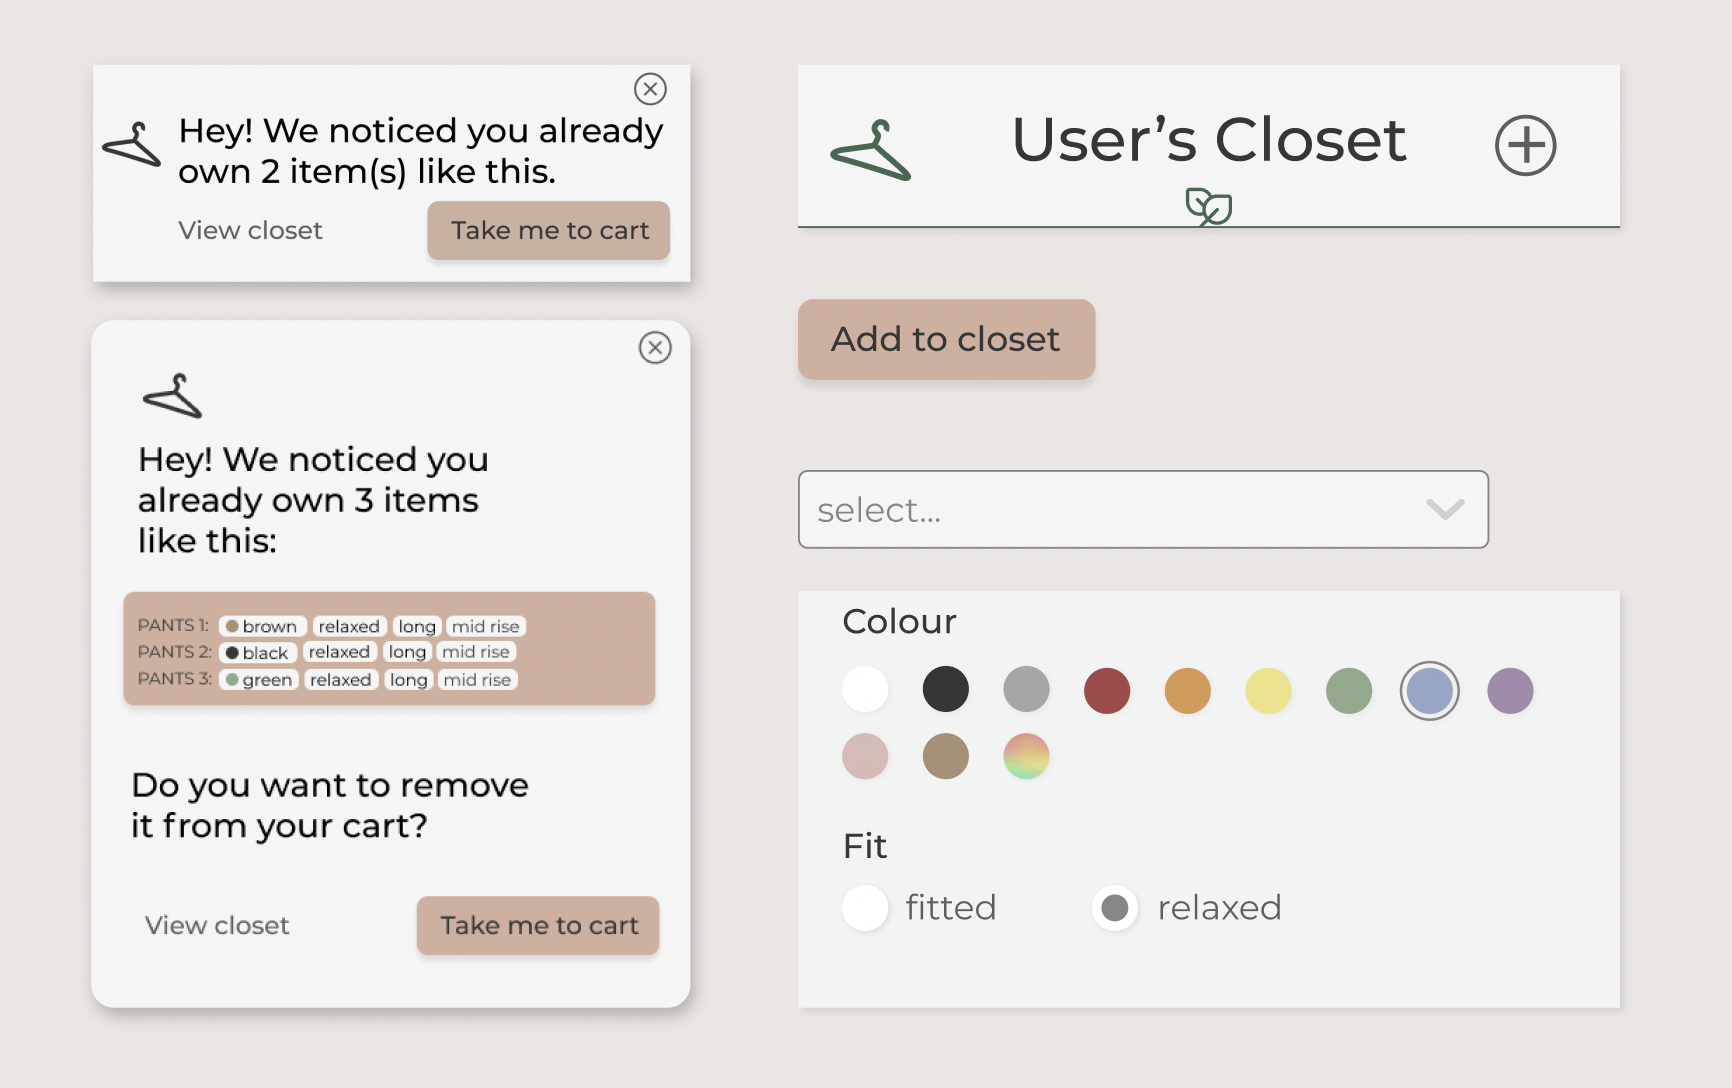 Hey! We noticed you already
own 2 item(s) like this.
View closet
Take me to cart
Hey! We noticed you
already own 3 items
like this:
PANTS 1: brown relaxed long mid rise
PANTS 2: black relaxed long mid rise
PANTS 3: green relaxed long mid rise
Do you want to remove
it from your cart?
View closet
Take me to cart
User’s Closet
Add to closet
select...
Colour
Fit
fitted
relaxed